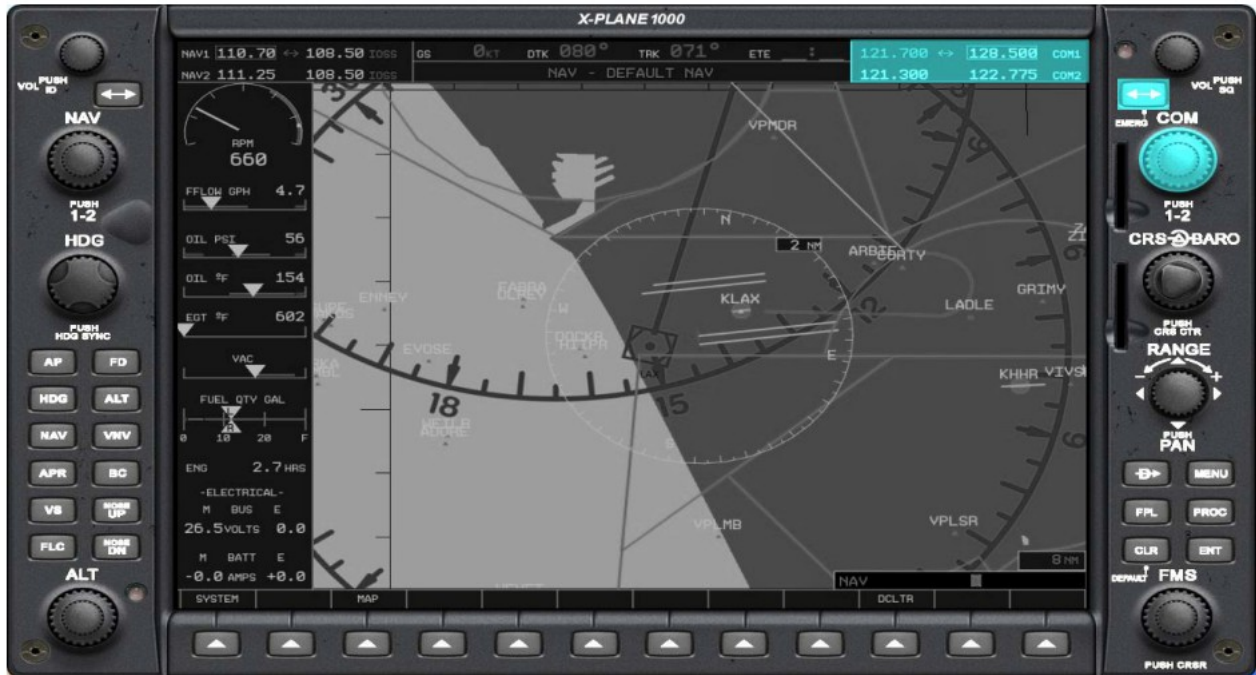 X-PLANE 1000
NAV1 110.70 ↔ 108.50 IOSS
NAV2 111.25 108.50 IOSS
GS 0KT DTK 080° TRK 071° ETE __:__
NAV - DEFAULT NAV
121.700 ↔ 128.500 COM1
121.300 122.775 COM2
VOL PUSH ID
NAV
PUSH 1-2
HDG
PUSH HDG SYNC
AP FD
HDG ALT
NAV VNV
APR BC
VS NOSE UP
FLC NOSE DN
ALT
RPM
660
FFLOW GPH 4.7
OIL PSI 56
OIL °F 154
EGT °F 602
VAC
FUEL QTY GAL
L
R
0 10 20 F
ENG 2.7 HRS
-ELECTRICAL-
M BUS E
26.5 VOLTS 0.0
M BATT E
-0.0 AMPS +0.0
VPMDR
N
2 NM
ARBIE
GORTY
KLAX
GRIMY
LADLE
ENNEY
W
EVOSE
E
KHHR
18
15
12
VPLMB
VPLSR
8 NM
NAV
SYSTEM MAP DCLTR
VOL PUSH SQ
EMERG
COM
PUSH 1-2
CRS BARO
PUSH CRS CTR
RANGE
- +
PUSH PAN
D MENU
FPL PROC
CLR ENT
DEFAULT
FMS
PUSH CRSR